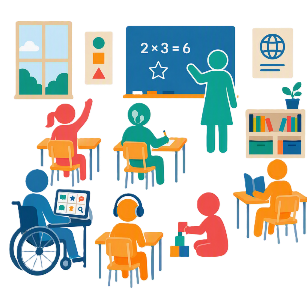 2 × 3 = 6